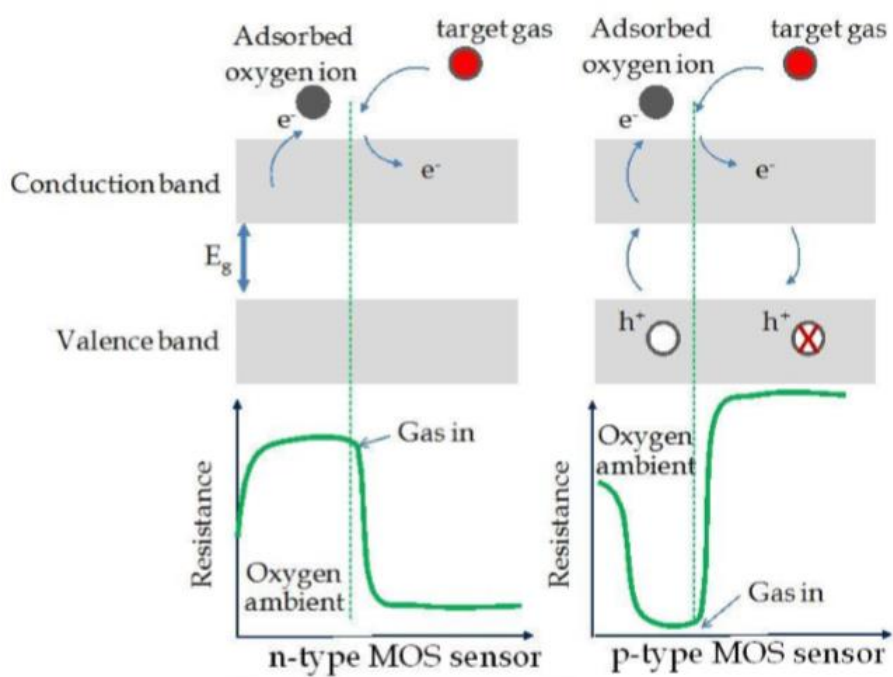 Adsorbed
oxygen ion
target gas
e-
e-
Conduction band
Eg
Valence band
Adsorbed
oxygen ion
target gas
e-
e-
h+
h+
Resistance
Gas in
Oxygen
ambient
n-type MOS sensor
Resistance
Oxygen
ambient
Gas in
p-type MOS sensor